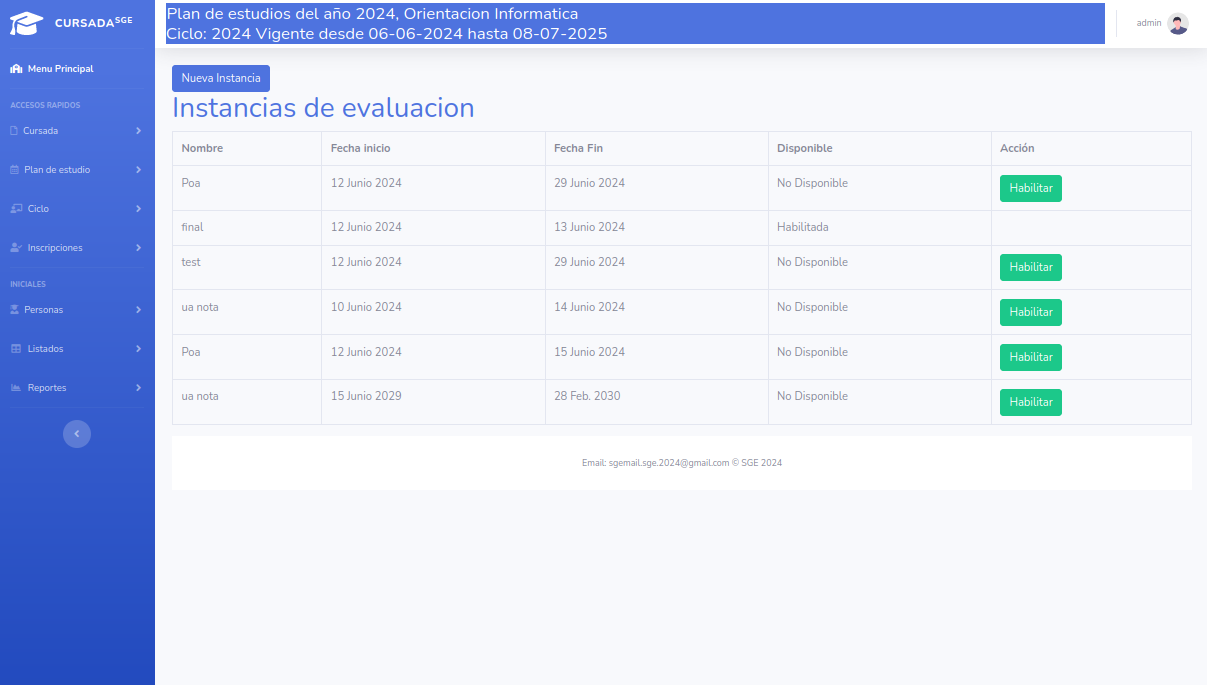 CURSADA SGE
Plan de estudios del año 2024, Orientacion Informatica
Ciclo: 2024 Vigente desde 06-06-2024 hasta 08-07-2025
admin
Menu Principal
ACCESOS RAPIDOS
Cursada
Plan de estudio
Ciclo
Inscripciones
INICIALES
Personas
Listados
Reportes
Nueva Instancia
Instancias de evaluacion
Nombre Fecha inicio Fecha Fin Disponible Acción
Poa 12 Junio 2024 29 Junio 2024 No Disponible Habilitar
final 12 Junio 2024 13 Junio 2024 Habilitada
test 12 Junio 2024 29 Junio 2024 No Disponible Habilitar
ua nota 10 Junio 2024 14 Junio 2024 No Disponible Habilitar
Poa 12 Junio 2024 15 Junio 2024 No Disponible Habilitar
ua nota 15 Junio 2029 28 Feb. 2030 No Disponible Habilitar
Email: sgemail.sge.2024@gmail.com © SGE 2024